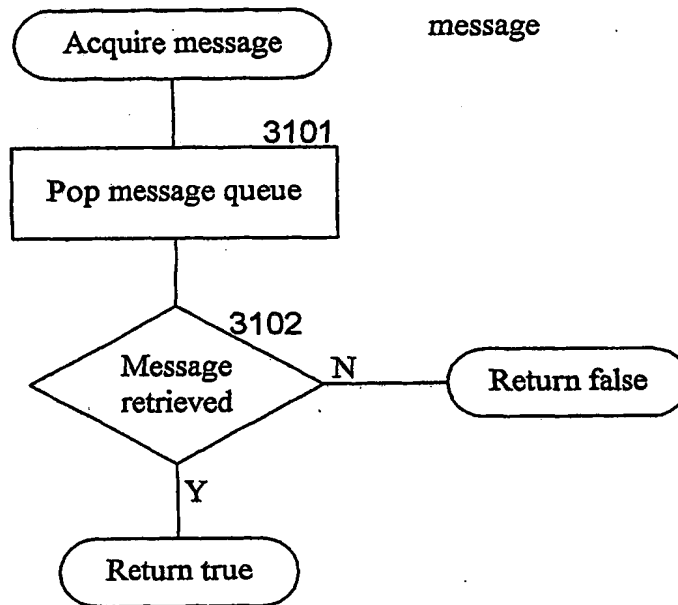 Acquire message
message
3101
Pop message queue
3102
Message
retrieved
N
Return false
Y
Return true